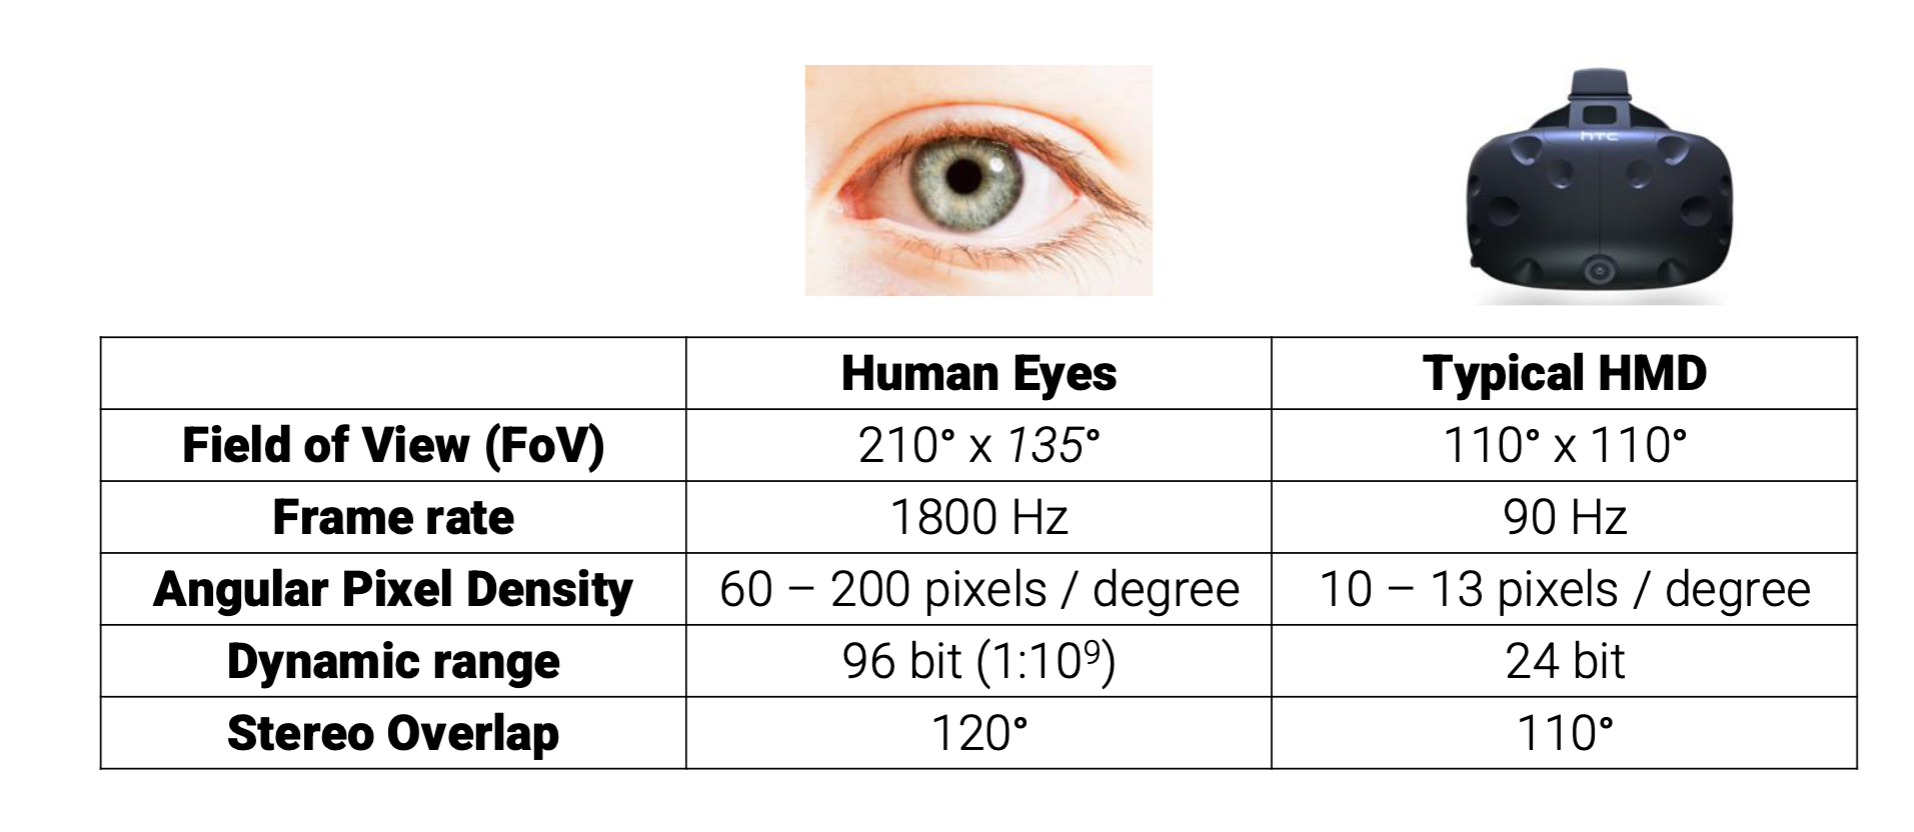 hTC
Human Eyes Typical HMD
Field of View (FoV) 210° x 135° 110° x 110°
Frame rate 1800 Hz 90 Hz
Angular Pixel Density 60 – 200 pixels / degree 10 – 13 pixels / degree
Dynamic range 96 bit (1:10⁹) 24 bit
Stereo Overlap 120° 110°